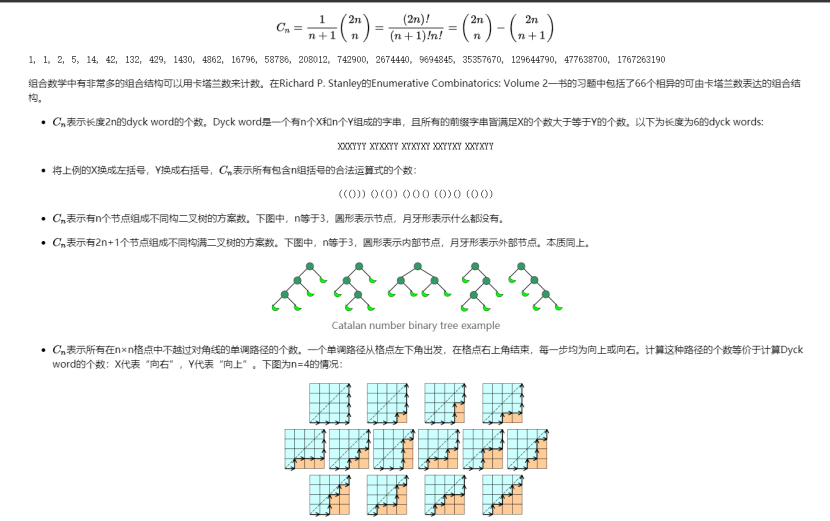 C_n = \frac{1}{n+1}\binom{2n}{n} = \frac{(2n)!}{(n+1)!n!} = \binom{2n}{n} - \binom{2n}{n+1}
1, 1, 2, 5, 14, 42, 132, 429, 1430, 4862, 16796, 58786, 208012, 742900, 2674440, 9694845, 35357670, 129644790, 477638700, 1767263190
组合数学中有非常多的组合结构可以用卡塔兰数来计数。在Richard P. Stanley的Enumerative Combinatorics: Volume 2一书的习题中包括了66个相异的可由卡塔兰数表达的组合结
构。
• C_n表示长度2n的dyck word的个数。Dyck word是一个有n个X和n个Y组成的字串，且所有的前缀字串皆满足X的个数大于等于Y的个数。以下为长度为6的dyck words:
XXXYYY XYXXYY XYXYXY XXYYXY XXYXYY
• 将上例的X换成左括号，Y换成右括号，C_n表示所有包含n组括号的合法运算式的个数：
((())) ()(()) ()()() (())() (()())
• C_n表示有n个节点组成不同构二叉树的方案数。下图中，n等于3，圆形表示节点，月牙形表示什么都没有。
• C_n表示有2n+1个节点组成不同构满二叉树的方案数。下图中，n等于3，圆形表示内部节点，月牙形表示外部节点。本质同上。
Catalan number binary tree example
• C_n表示所有在n×n格点中不越过对角线的单调路径的个数。一个单调路径从格点左下角出发，在格点右上角结束，每一步均为向上或向右。计算这种路径的个数等价于计算Dyck
word的个数：X代表“向右”，Y代表“向上”。下图为n=4的情况：